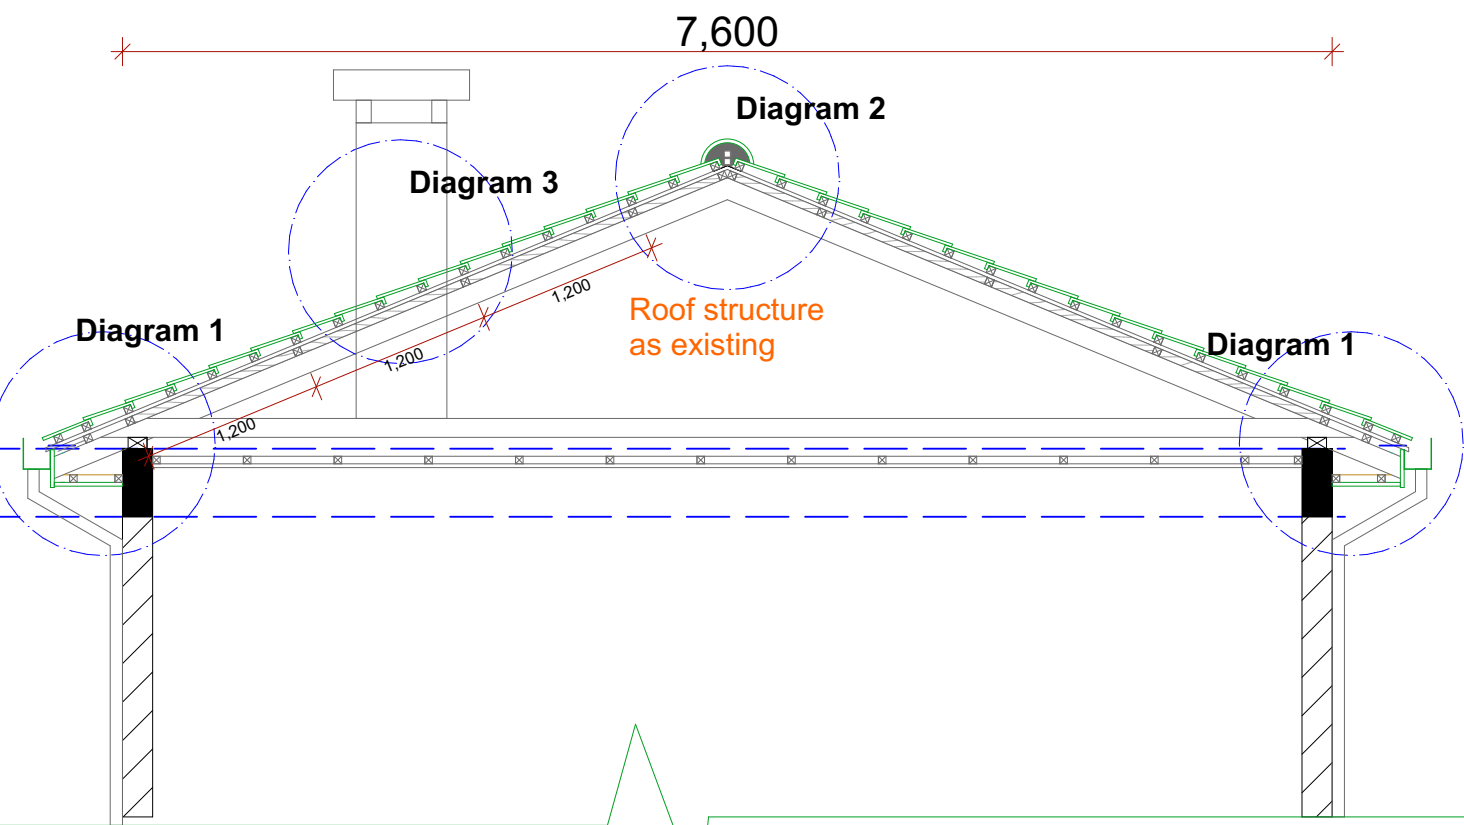 7,600
Diagram 2
Diagram 3
1,200
Roof structure
as existing
Diagram 1
Diagram 1
1,200
1,200